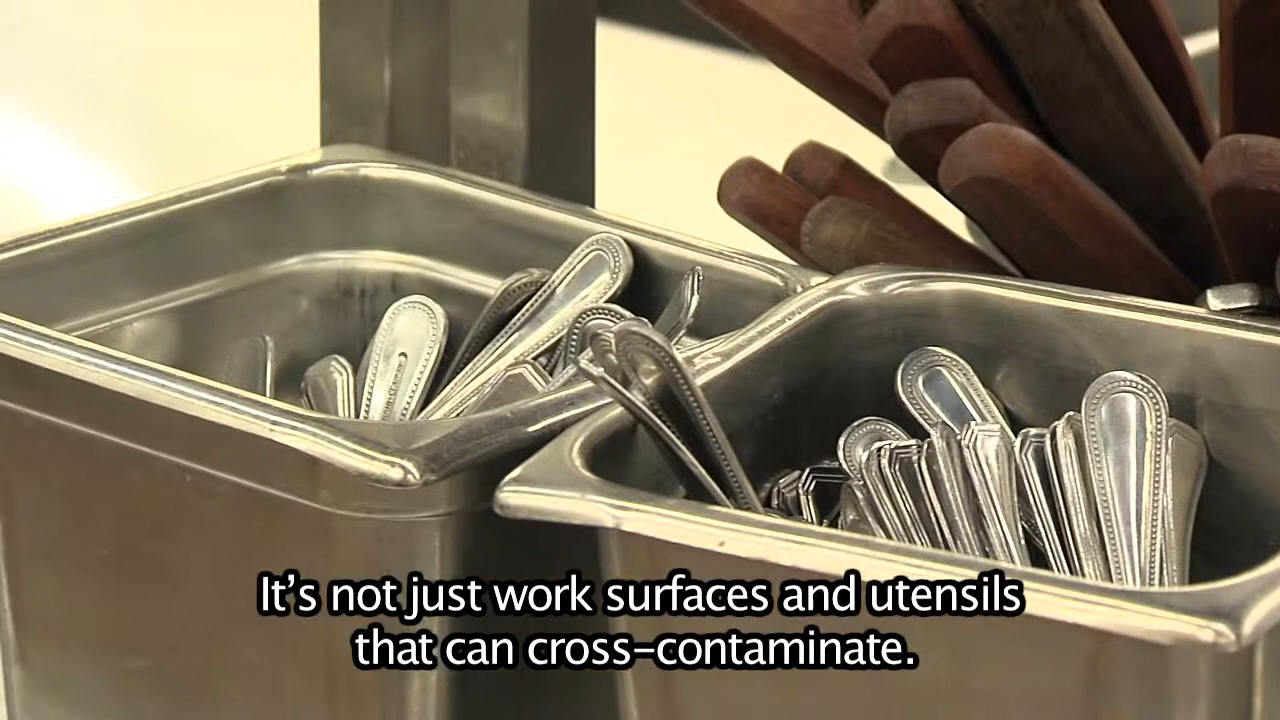 It's not just work surfaces and utensils
that can cross-contaminate.